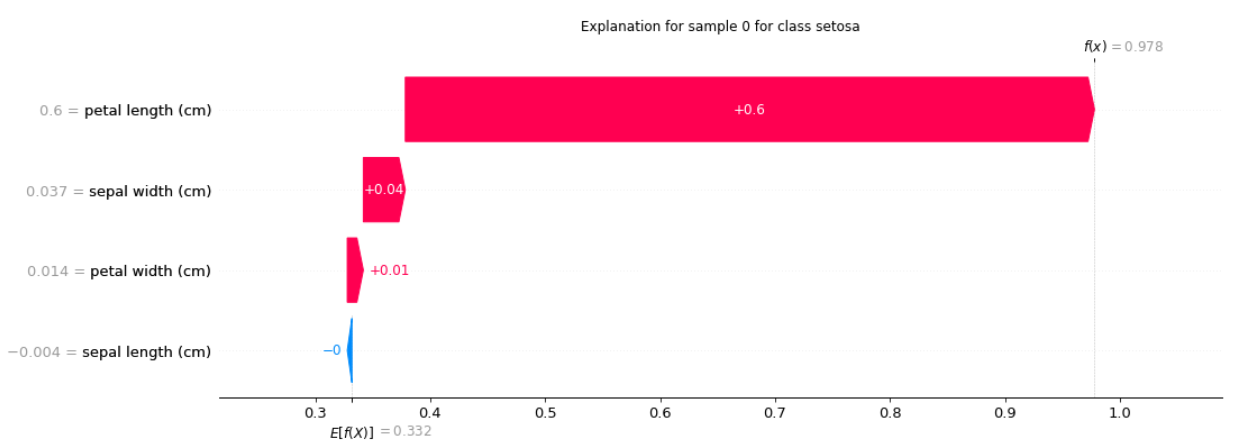 Explanation for sample 0 for class setosa
f(x) = 0.978
0.6 = petal length (cm)
+0.6
0.037 = sepal width (cm)
+0.04
0.014 = petal width (cm)
+0.01
−0.004 = sepal length (cm)
−0
0.3 0.4 0.5 0.6 0.7 0.8 0.9 1.0
E[f(X)] = 0.332